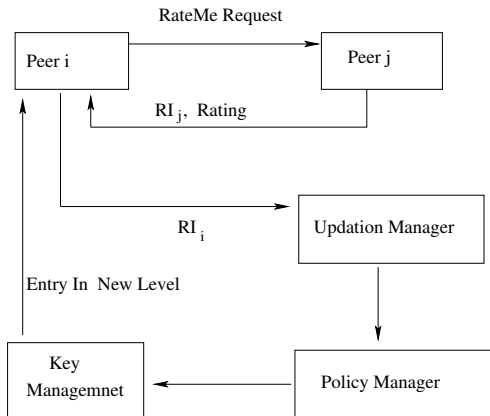 RateMe Request
Peer i
Peer j
RI j, Rating
RI i
Updation Manager
Entry In New Level
Key
Managemnet
Policy Manager